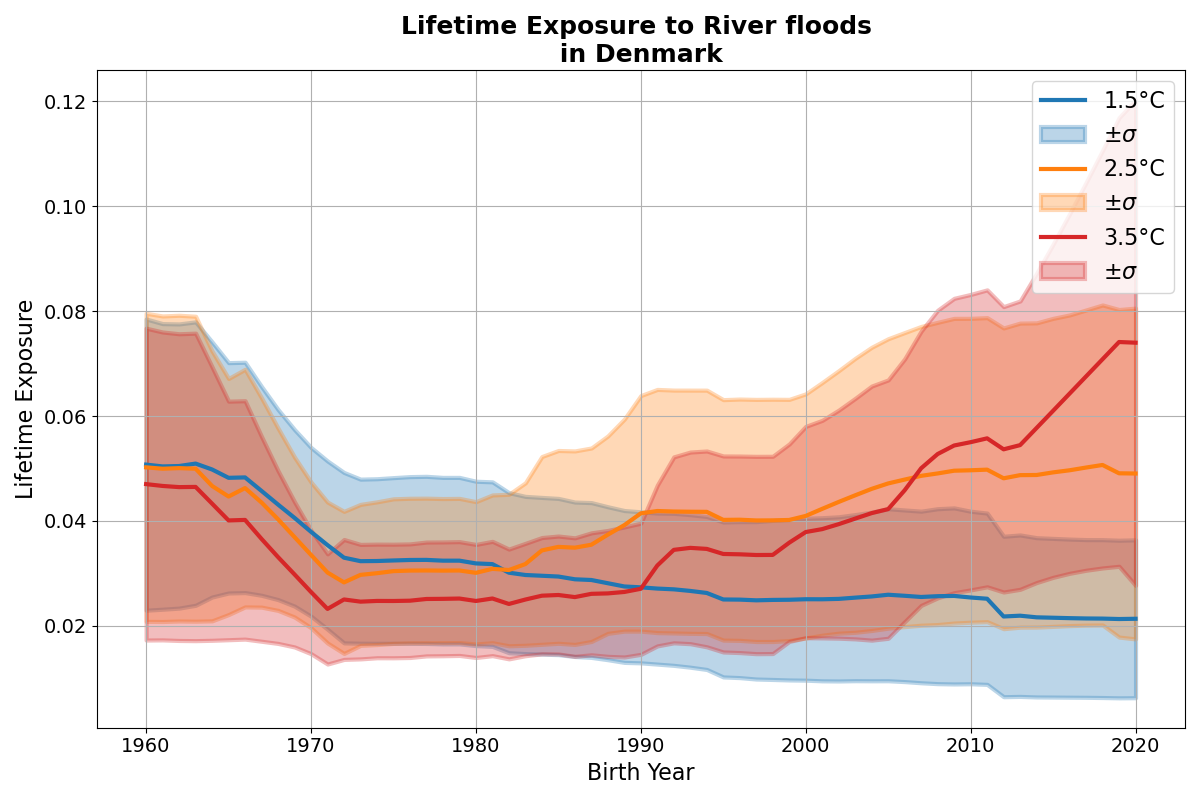 Lifetime Exposure to River floods
in Denmark
0.12
0.10
0.08
0.06
0.04
0.02
Lifetime Exposure
1960
1970
1980
1990
2000
2010
2020
Birth Year
1.5°C
±σ
2.5°C
±σ
3.5°C
±σ